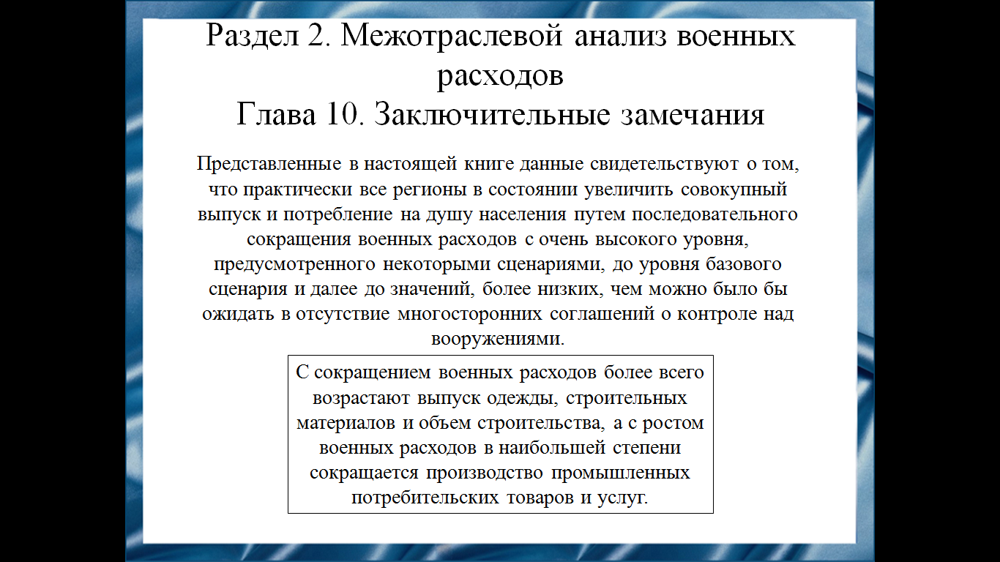 Раздел 2. Межотраслевой анализ военных
расходов
Глава 10. Заключительные замечания
Представленные в настоящей книге данные свидетельствуют о том,
что практически все регионы в состоянии увеличить совокупный
выпуск и потребление на душу населения путем последовательного
сокращения военных расходов с очень высокого уровня,
предусмотренного некоторыми сценариями, до уровня базового
сценария и далее до значений, более низких, чем можно было бы
ожидать в отсутствие многосторонних соглашений о контроле над
вооружениями.
С сокращением военных расходов более всего
возрастают выпуск одежды, строительных
материалов и объем строительства, а с ростом
военных расходов в наибольшей степени
сокращается производство промышленных
потребительских товаров и услуг.